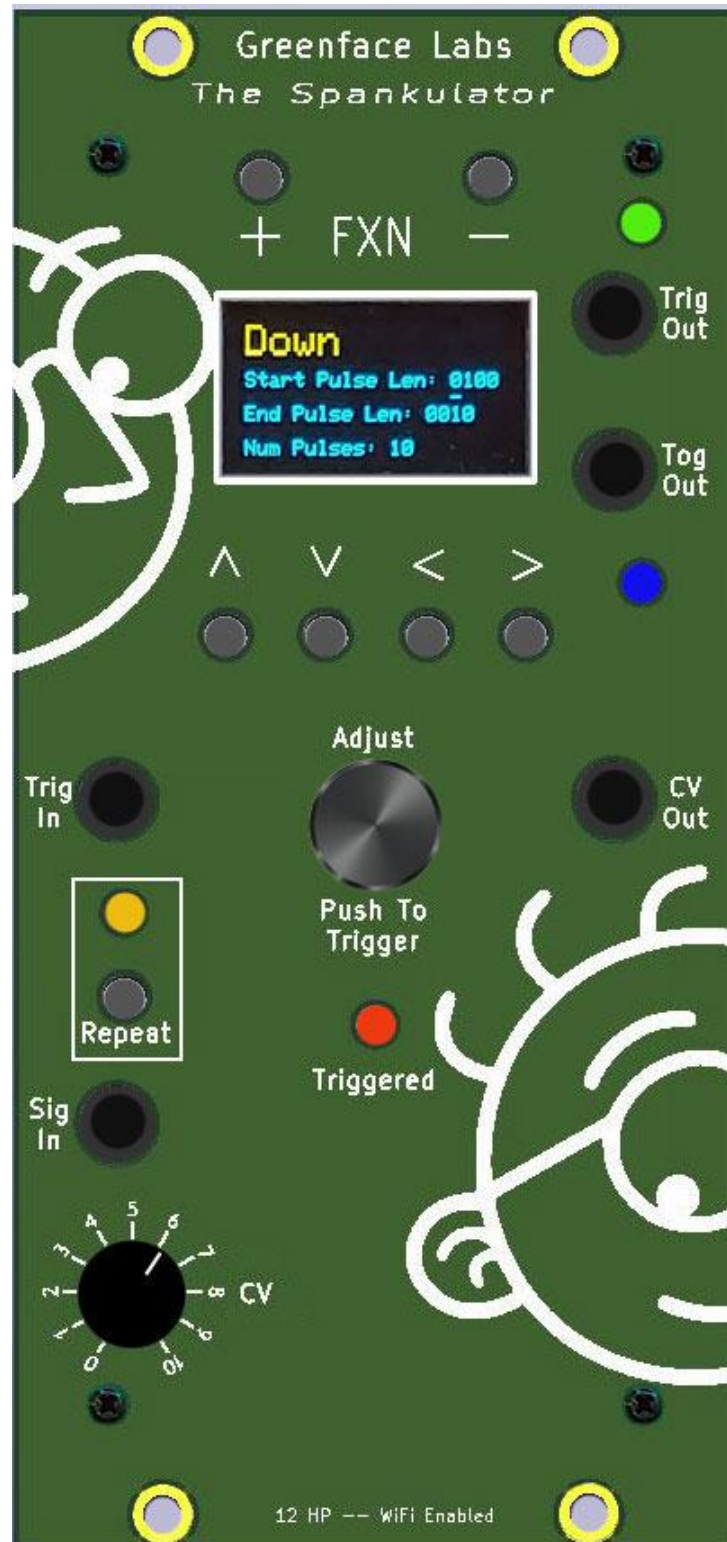 Greenface Labs
The Spankulator
+ FXN −
Down
Start Pulse Len: 0100
End Pulse Len: 0010
Num Pulses: 10
Trig
Out
Tog
Out
˄ ˅ < >
Adjust
Trig
In
CV
Out
Push To
Trigger
Repeat
Triggered
Sig
In
0 1 2 3 4 5 6 7 8 9 10
CV
12 HP -- WiFi Enabled